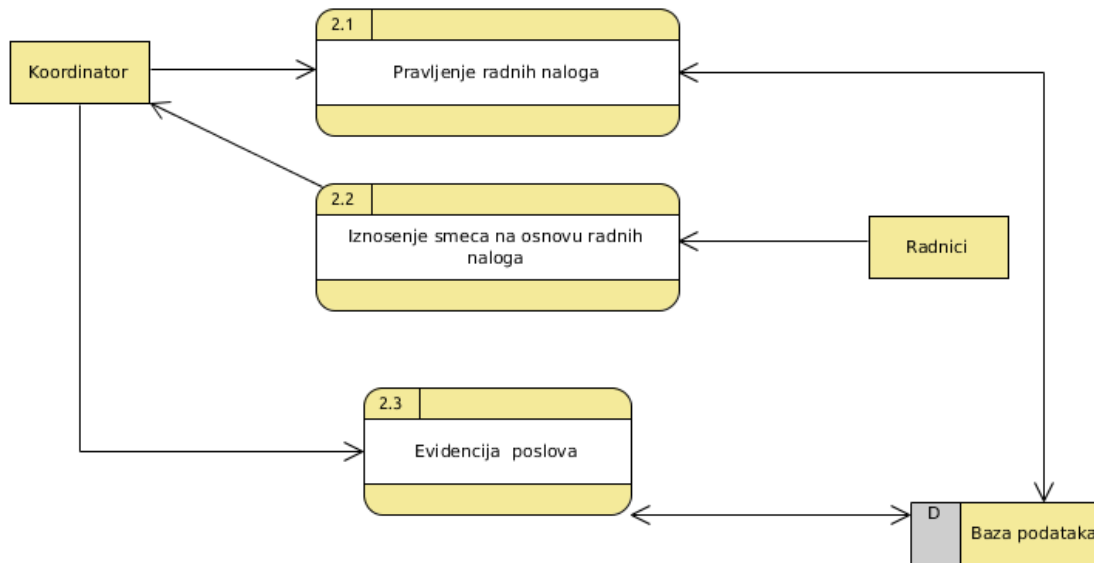 2.1
Koordinator
Pravljenje radnih naloga
2.2
Iznosenje smeca na osnovu radnih
naloga
Radnici
2.3
Evidencija poslova
D
Baza podataka